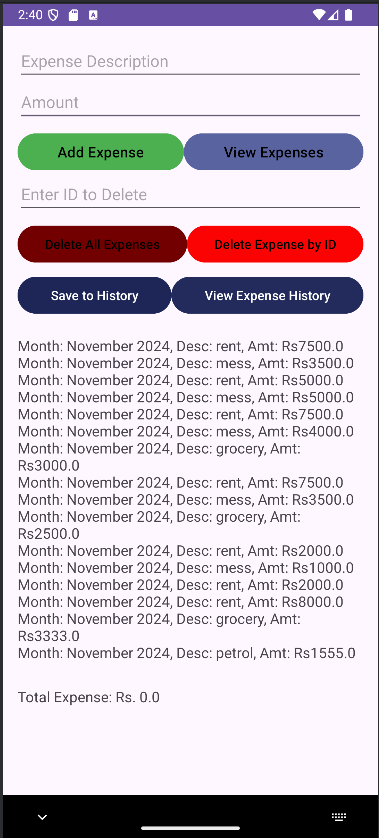 2:40
Expense Description
Amount
Add Expense
View Expenses
Enter ID to Delete
Delete All Expenses
Delete Expense by ID
Save to History
View Expense History
Month: November 2024, Desc: rent, Amt: Rs7500.0
Month: November 2024, Desc: mess, Amt: Rs3500.0
Month: November 2024, Desc: rent, Amt: Rs5000.0
Month: November 2024, Desc: mess, Amt: Rs5000.0
Month: November 2024, Desc: rent, Amt: Rs7500.0
Month: November 2024, Desc: mess, Amt: Rs4000.0
Month: November 2024, Desc: grocery, Amt:
Rs3000.0
Month: November 2024, Desc: rent, Amt: Rs7500.0
Month: November 2024, Desc: mess, Amt: Rs3500.0
Month: November 2024, Desc: grocery, Amt:
Rs2500.0
Month: November 2024, Desc: rent, Amt: Rs2000.0
Month: November 2024, Desc: mess, Amt: Rs1000.0
Month: November 2024, Desc: rent, Amt: Rs2000.0
Month: November 2024, Desc: rent, Amt: Rs8000.0
Month: November 2024, Desc: grocery, Amt:
Rs3333.0
Month: November 2024, Desc: petrol, Amt: Rs1555.0
Total Expense: Rs. 0.0